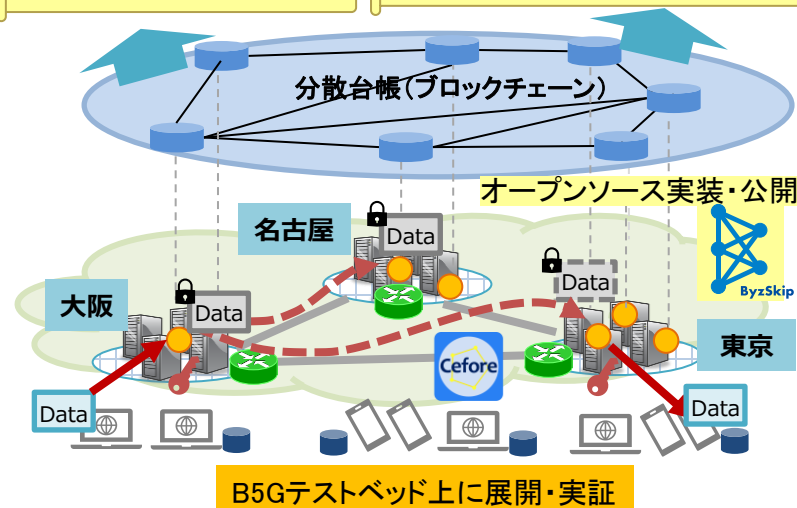 分散台帳(ブロックチェーン)
オープンソース実装・公開
名古屋
Data
ByzSkip
Data
大阪
Data
東京
Cefore
Data
Data
B5Gテストベッド上に展開・実証